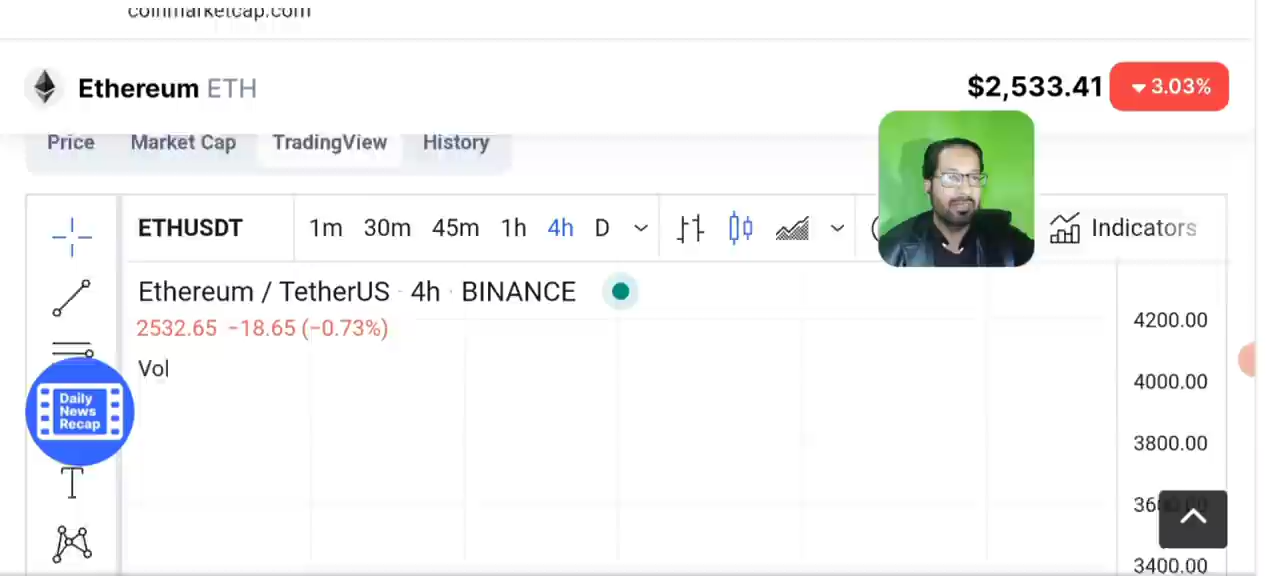 coinmarketcap.com
Ethereum ETH
$2,533.41 3.03%
Price Market Cap TradingView History
ETHUSDT 1m 30m 45m 1h 4h D Indicators
Ethereum / TetherUS · 4h · BINANCE
2532.65 −18.65 (−0.73%)
Vol
4200.00
4000.00
3800.00
3400.00
Daily
News
Recap